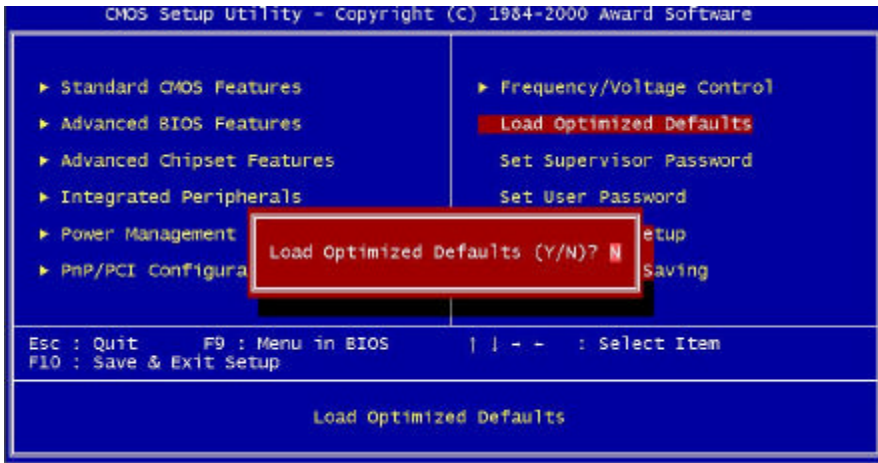 CMOS Setup Utility - Copyright (C) 1984-2000 Award Software
▶ Standard CMOS Features
▶ Advanced BIOS Features
▶ Advanced Chipset Features
▶ Integrated Peripherals
▶ Power Management
▶ PnP/PCI Configura
▶ Frequency/Voltage Control
Load Optimized Defaults
Set Supervisor Password
Set User Password
etup
Saving
Load Optimized Defaults (Y/N)? N
Esc : Quit F9 : Menu in BIOS ↑ ↓ - - : Select Item
F10 : Save & Exit Setup
Load Optimized Defaults